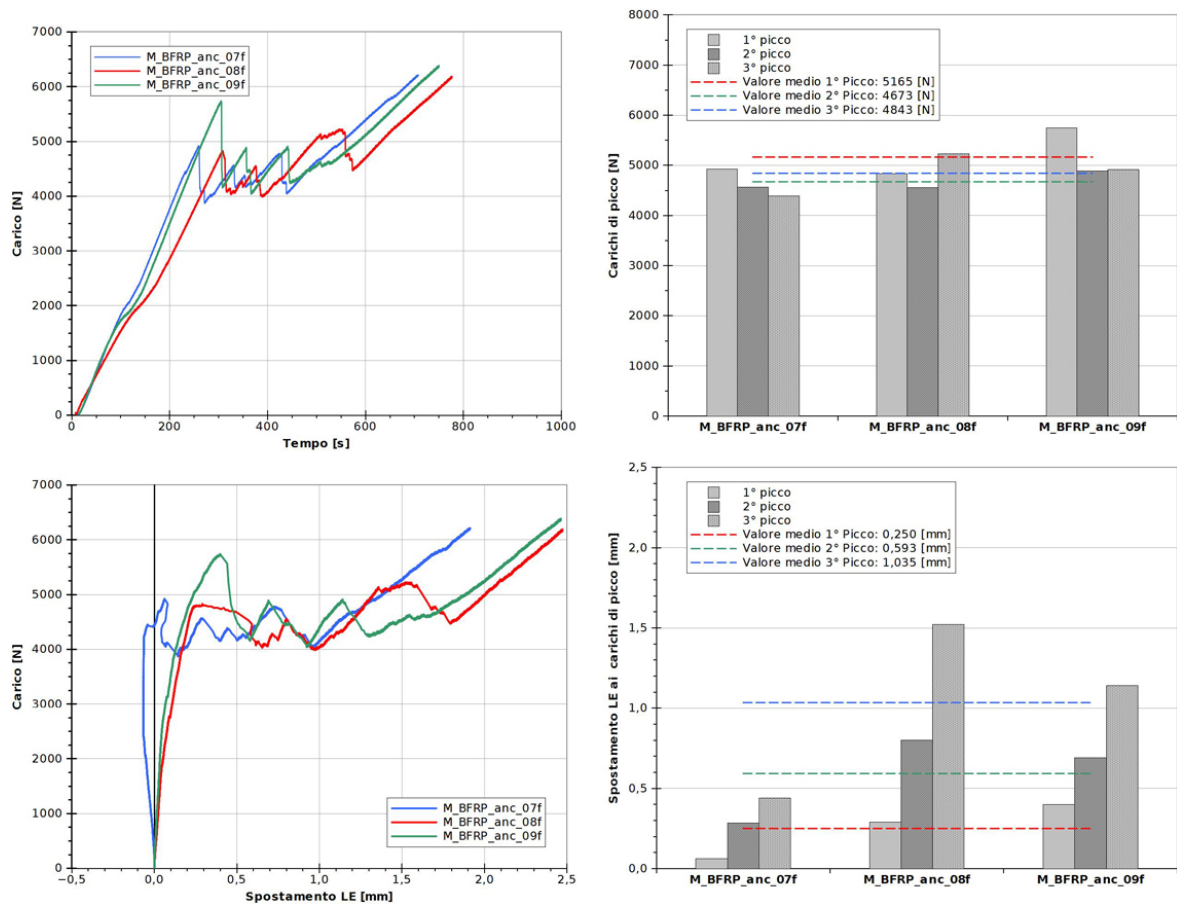 7000
6000
5000
4000
3000
2000
1000
0
Carico [N]
M_BFRP_anc_07f
M_BFRP_anc_08f
M_BFRP_anc_09f
0
200
400
600
800
1000
Tempo [s]
8000
7000
6000
5000
4000
3000
2000
1000
0
Carichi di picco [N]
1° picco
2° picco
3° picco
Valore medio 1° Picco: 5165 [N]
Valore medio 2° Picco: 4673 [N]
Valore medio 3° Picco: 4843 [N]
M_BFRP_anc_07f
M_BFRP_anc_08f
M_BFRP_anc_09f
7000
6000
5000
4000
3000
2000
1000
0
Carico [N]
M_BFRP_anc_07f
M_BFRP_anc_08f
M_BFRP_anc_09f
−0,5
0,0
0,5
1,0
1,5
2,0
2,5
Spostamento LE [mm]
2,5
2,0
1,5
1,0
0,5
0,0
Spostamento LE ai carichi di picco [mm]
1° picco
2° picco
3° picco
Valore medio 1° Picco: 0,250 [mm]
Valore medio 2° Picco: 0,593 [mm]
Valore medio 3° Picco: 1,035 [mm]
M_BFRP_anc_07f
M_BFRP_anc_08f
M_BFRP_anc_09f